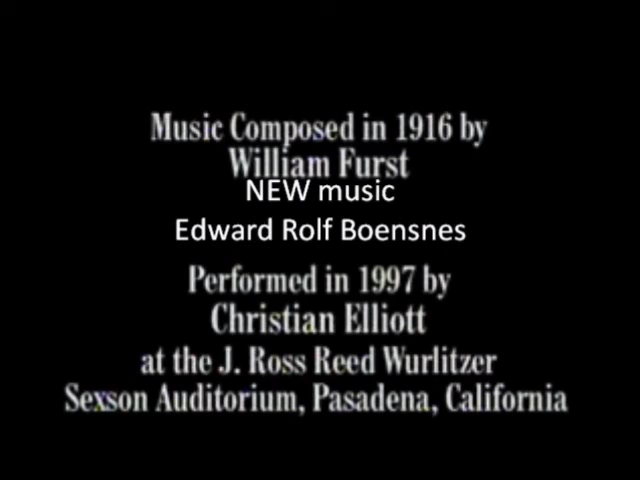 Music Composed in 1916 by
William Furst
NEW music
Edward Rolf Boensnes
Performed in 1997 by
Christian Elliott
at the J. Ross Reed Wurlitzer
Sexson Auditorium, Pasadena, California